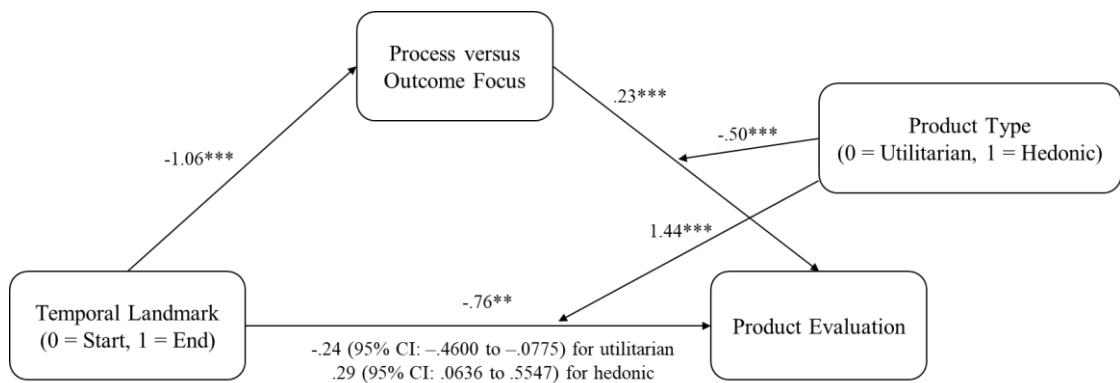 Process versus
Outcome Focus
.23***
-.50***
Product Type
(0 = Utilitarian, 1 = Hedonic)
-1.06***
1.44***
Temporal Landmark
(0 = Start, 1 = End)
-.76**
Product Evaluation
-.24 (95% CI: –.4600 to –.0775) for utilitarian
.29 (95% CI: .0636 to .5547) for hedonic